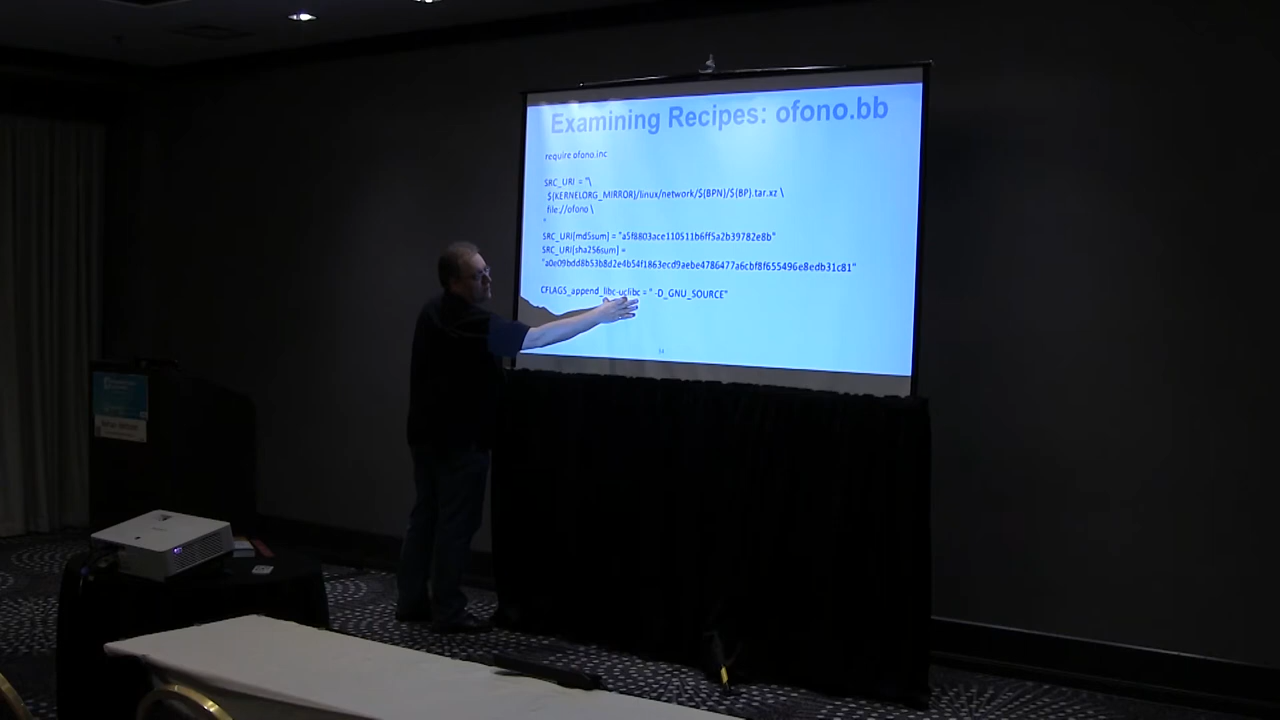 Examining Recipes: ofono.bb
require ofono.inc
SRC_URI = "\
${KERNELORG_MIRROR}/linux/network/${BPN}/${BP}.tar.xz \
file://ofono \
"
SRC_URI[md5sum] = "a5f8803ace110511b6ff5a2b39782e8b"
SRC_URI[sha256sum] =
"a0e09bdd8b53b8d2e4b54f1863ecd9aebe4786477a6cbf8f655496e8edb31c81"
CFLAGS_append_libc-uclibc = " -D_GNU_SOURCE"